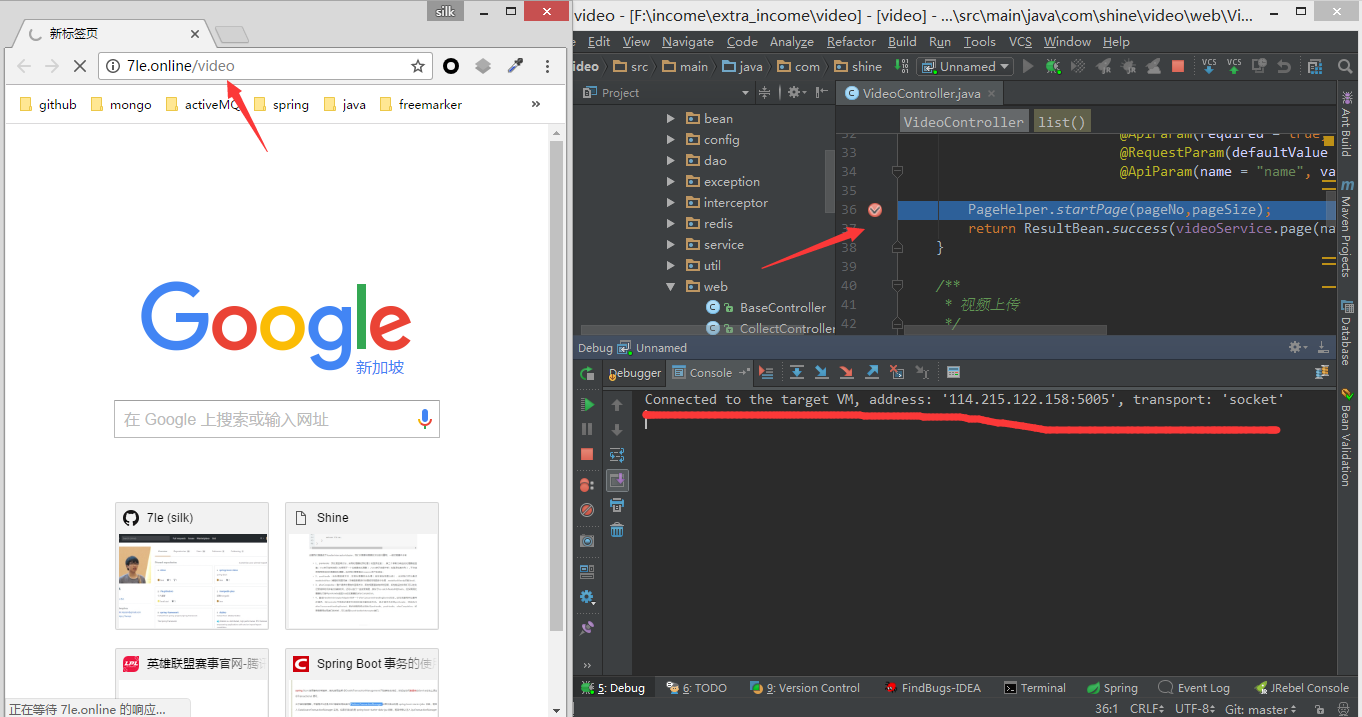 silk
新标签页
7le.online/video
github
mongo
activeMQ
spring
java
freemarker
»
Google
新加坡
在 Google 上搜索或输入网址
7le (silk)
Shine
英雄联盟赛事官网-腾
Spring Boot 事务的使
正在等待 7le.online 的响应...
video - [F:\income\extra_income\video] - [video] - ...\src\main\java\com\shine\video\web\Vi...
Edit View Navigate Code Analyze Refactor Build Run Tools VCS Window Help
ideo src main java com shine Unnamed VCS VCS
Project
VideoController.java
bean
config
dao
exception
interceptor
redis
service
util
web
BaseController
CollectController
VideoController list()
32 @ApiParam(required = true,
33 @RequestParam(defaultValue
34 @ApiParam(name = "name", va
35
36 PageHelper.startPage(pageNo,pageSize);
37 return ResultBean.success(videoService.page(na
38 }
39
40 /**
41 * 视频上传
42 */
Ant Build
Maven Projects
Database
Bean Validation
Debug Unnamed
Debugger Console
Connected to the target VM, address: '114.215.122.158:5005', transport: 'socket'
»
5: Debug 6: TODO 9: Version Control FindBugs-IDEA Terminal Spring Event Log JRebel Console
36:1 CRLF UTF-8 Git: master